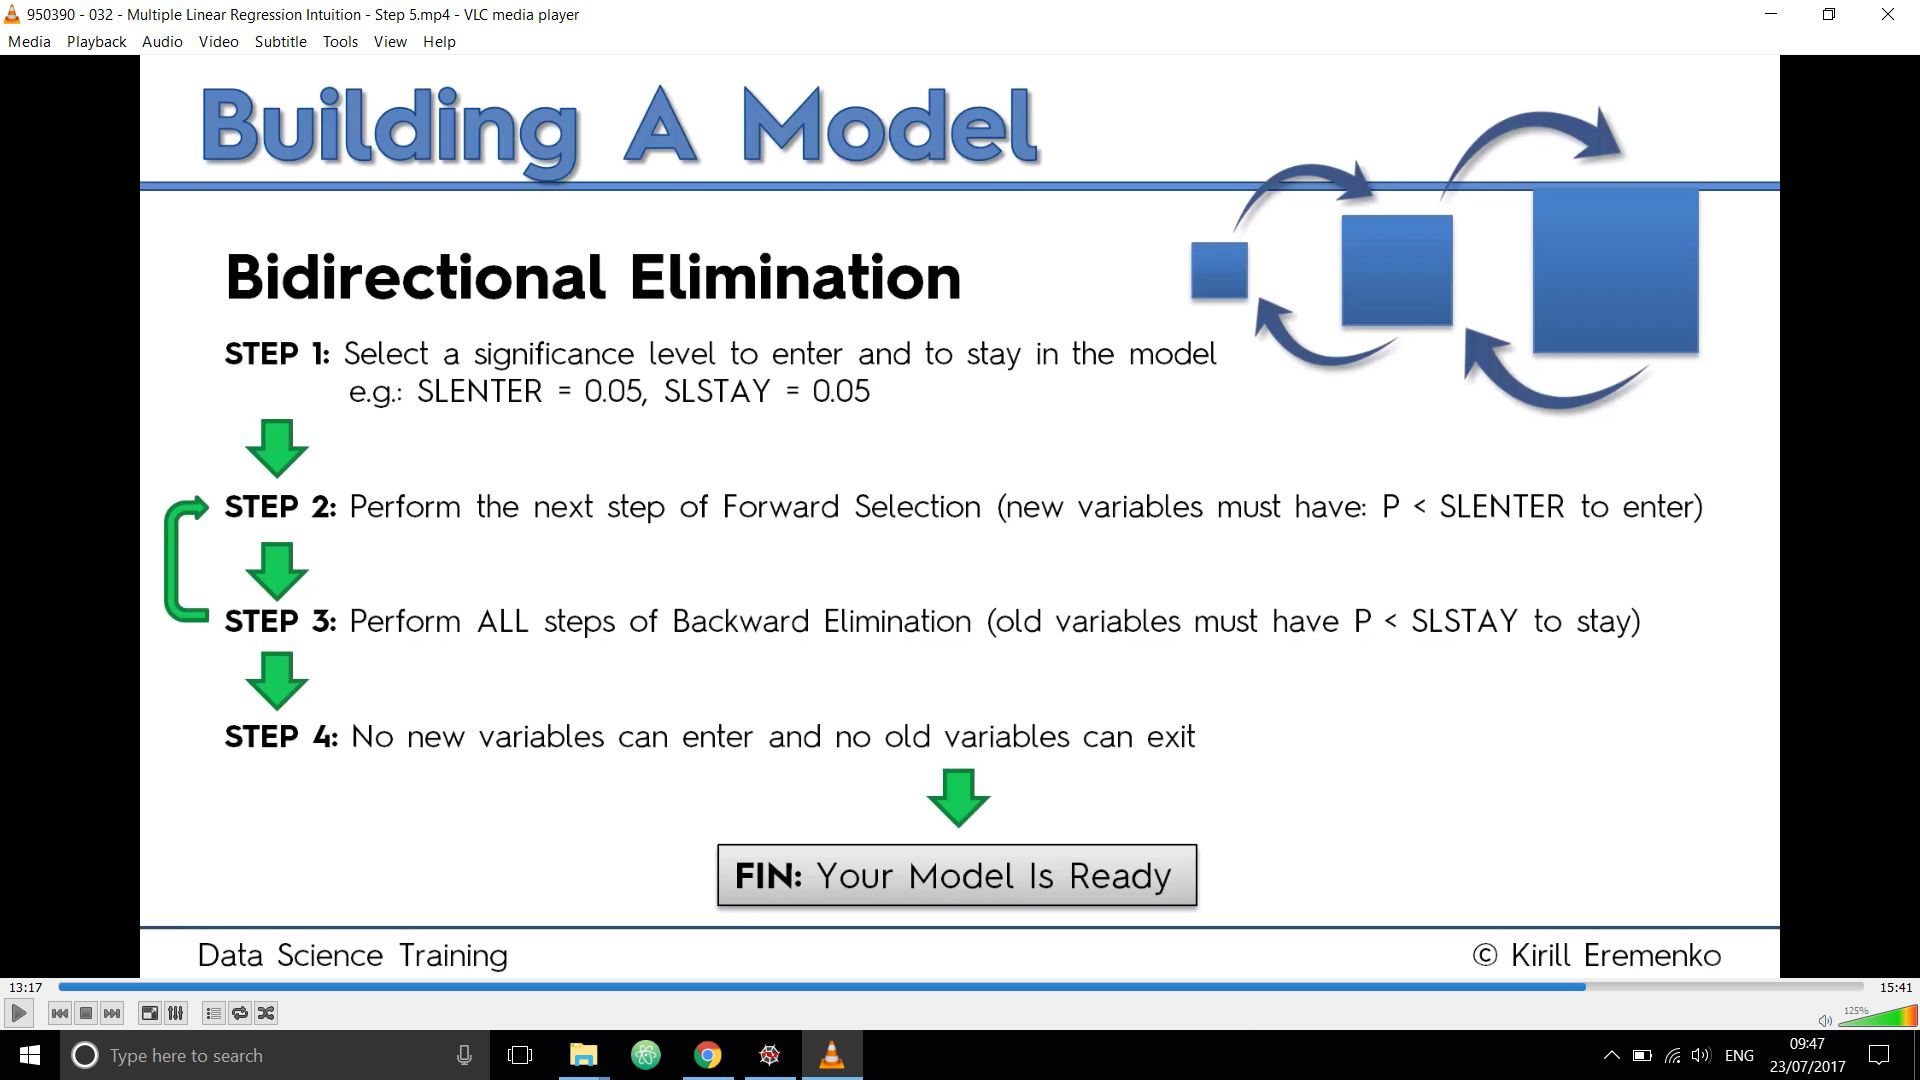 950390 - 032 - Multiple Linear Regression Intuition - Step 5.mp4 - VLC media player
Media Playback Audio Video Subtitle Tools View Help
Building A Model
Bidirectional Elimination
STEP 1: Select a significance level to enter and to stay in the model
e.g.: SLENTER = 0.05, SLSTAY = 0.05
STEP 2: Perform the next step of Forward Selection (new variables must have: P < SLENTER to enter)
STEP 3: Perform ALL steps of Backward Elimination (old variables must have P < SLSTAY to stay)
STEP 4: No new variables can enter and no old variables can exit
FIN: Your Model Is Ready
Data Science Training
© Kirill Eremenko
13:17
15:41
125%
Type here to search
ENG
09:47
23/07/2017